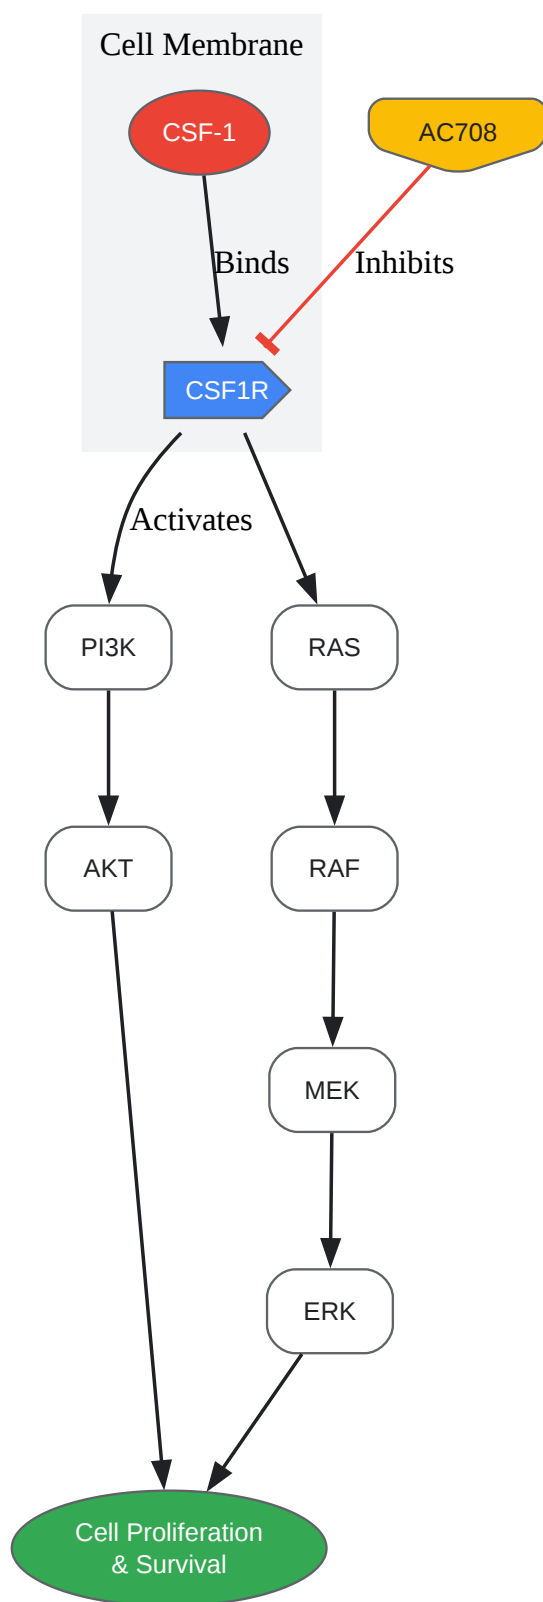 Cell Membrane
CSF-1
AC708
Binds
Inhibits
CSF1R
Activates
PI3K
RAS
AKT
RAF
MEK
ERK
Cell Proliferation
& Survival